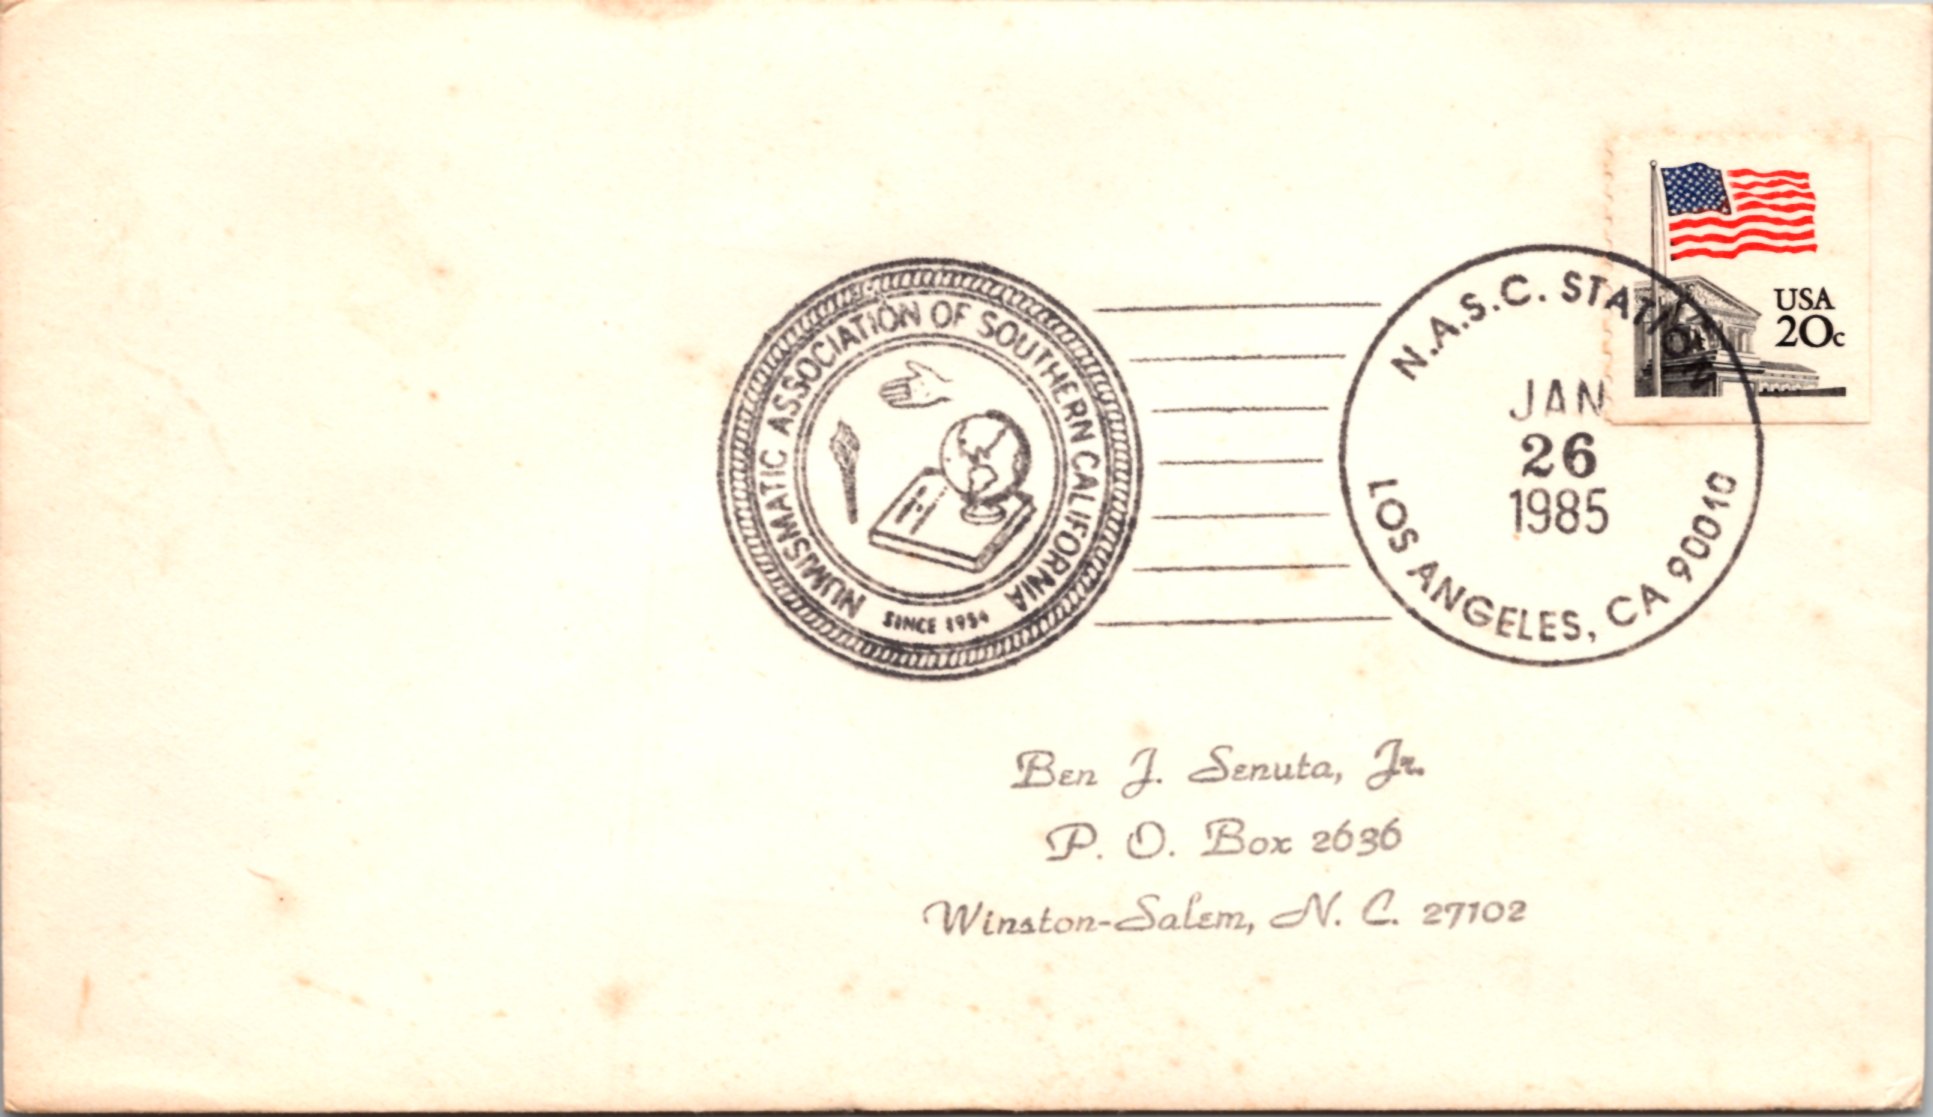 NUMISMATIC ASSOCIATION OF SOUTHERN CALIFORNIA
SINCE 1954
N.A.S.C. STATION
JAN
26
1985
LOS ANGELES, CA 90010
USA
20c
Ben J. Senuta, Jr.
P. O. Box 2636
Winston-Salem, N. C. 27102